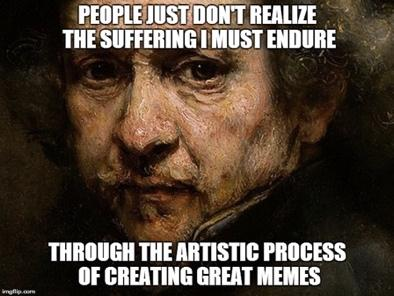 PEOPLE JUST DON'T REALIZE
THE SUFFERING I MUST ENDURE
THROUGH THE ARTISTIC PROCESS
OF CREATING GREAT MEMES
imgflip.com